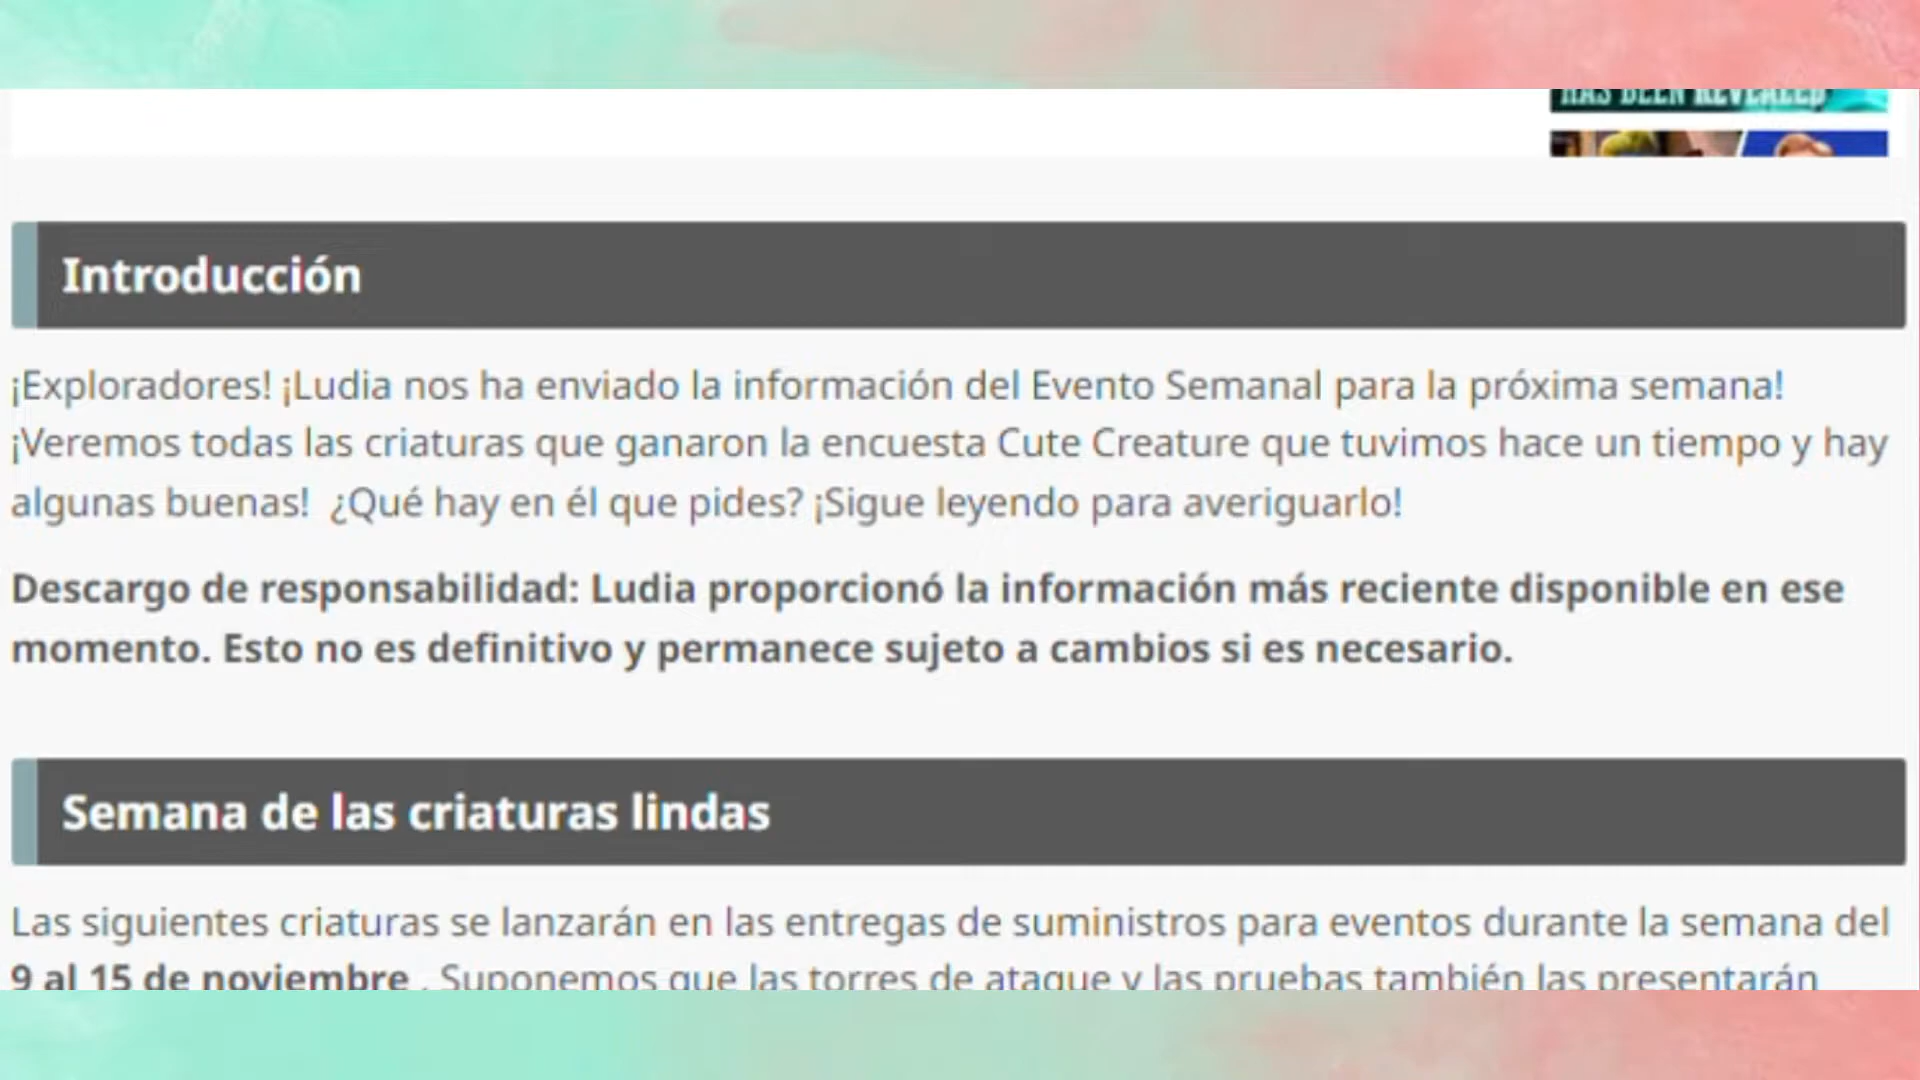 HAS BEEN REVEALED
Introducción
¡Exploradores! ¡Ludia nos ha enviado la información del Evento Semanal para la próxima semana!
¡Veremos todas las criaturas que ganaron la encuesta Cute Creature que tuvimos hace un tiempo y hay
algunas buenas! ¿Qué hay en él que pides? ¡Sigue leyendo para averiguarlo!
Descargo de responsabilidad: Ludia proporcionó la información más reciente disponible en ese
momento. Esto no es definitivo y permanece sujeto a cambios si es necesario.
Semana de las criaturas lindas
Las siguientes criaturas se lanzarán en las entregas de suministros para eventos durante la semana del
9 al 15 de noviembre . Suponemos que las torres de ataque y las pruebas también las presentarán